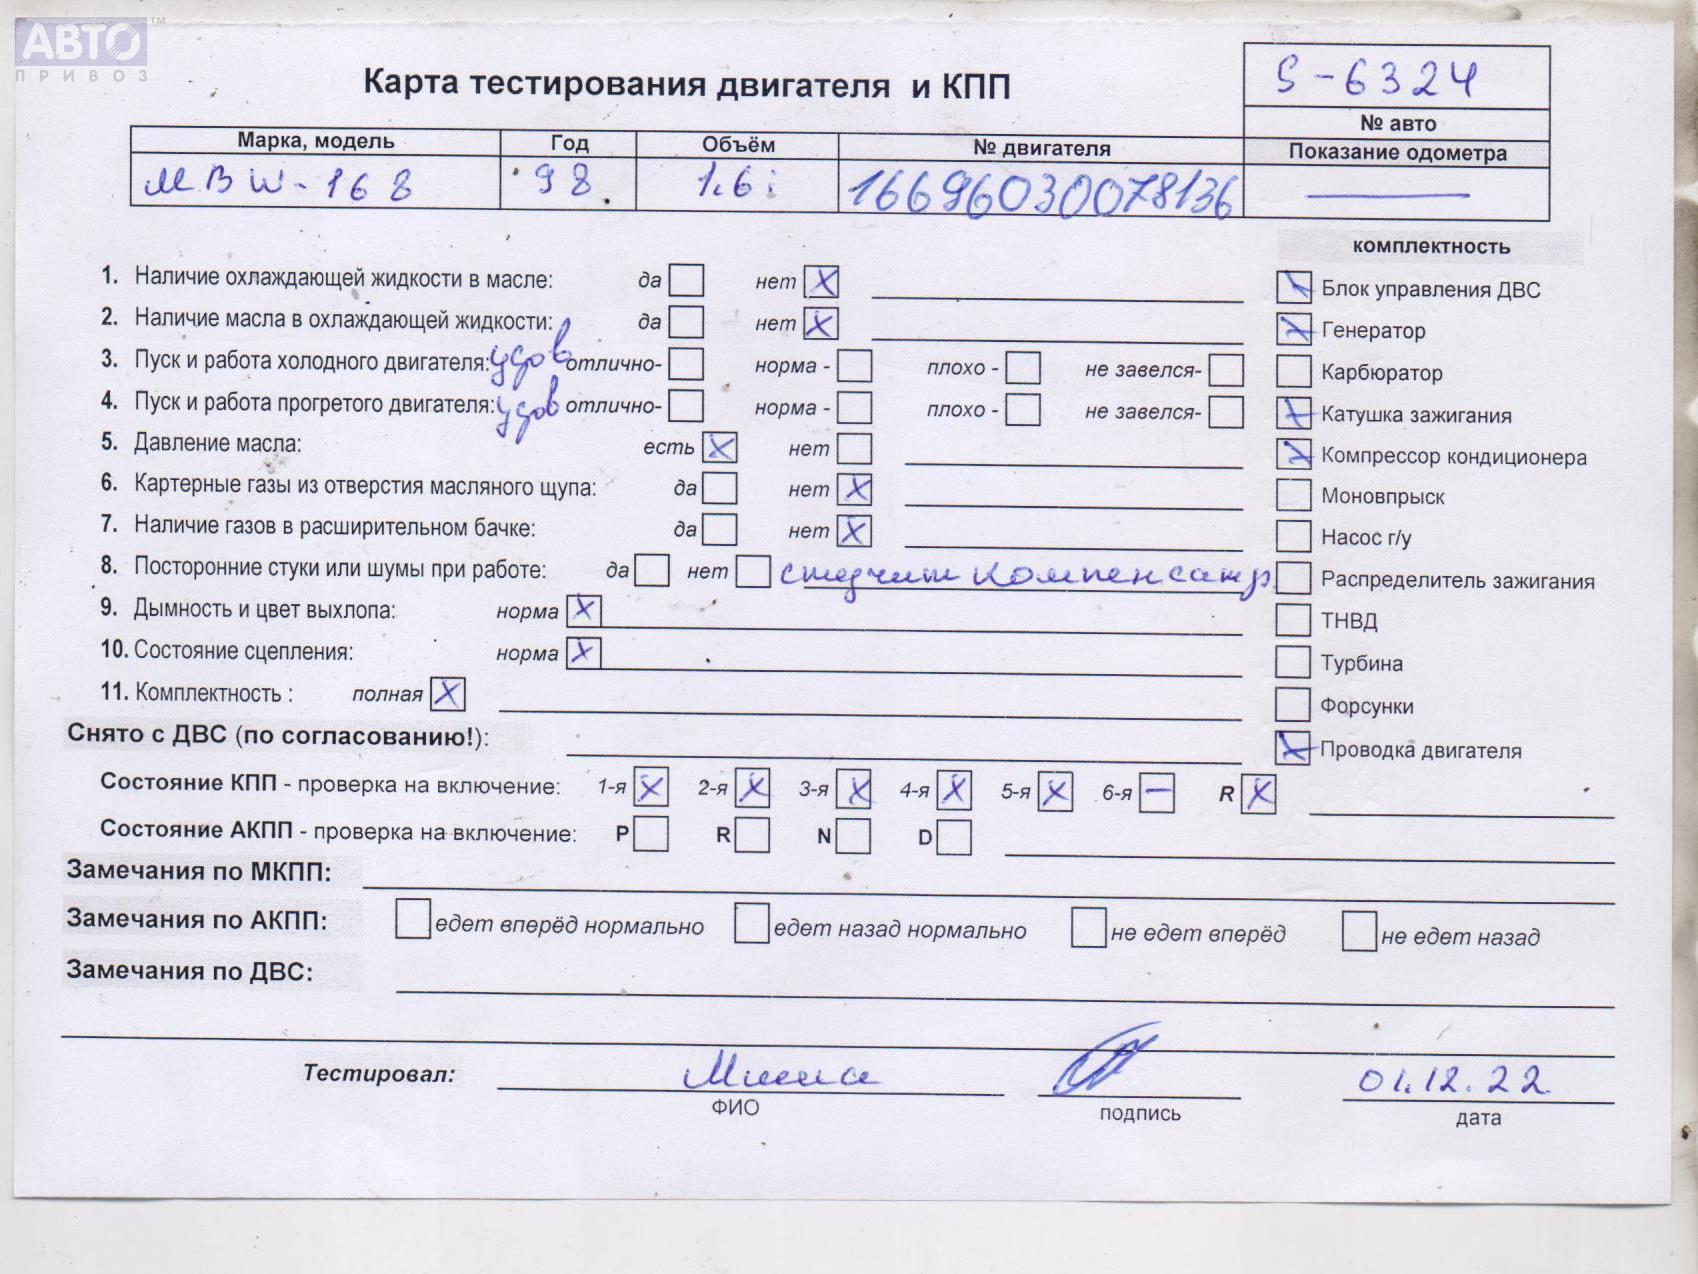 АВТО™
ПРИВОЗ
Карта тестирования двигателя и КПП
S-6324
№ авто
Марка, модель Год Объём № двигателя Показание одометра
MB W-168 98 1.6i 16696030078136 —
комплектность
1. Наличие охлаждающей жидкости в масле: да нет X
Блок управления ДВС X
2. Наличие масла в охлаждающей жидкости: да нет X
Генератор X
3. Пуск и работа холодного двигателя: удов отлично- норма - плохо - не завелся-
Карбюратор
4. Пуск и работа прогретого двигателя: удов отлично- норма - плохо - не завелся-
Катушка зажигания X
5. Давление масла: есть X нет
Компрессор кондиционера X
6. Картерные газы из отверстия масляного щупа: да нет X
Моновпрыск
7. Наличие газов в расширительном бачке: да нет X
Насос г/у
8. Посторонние стуки или шумы при работе: да нет стучит компенсатр
Распределитель зажигания
9. Дымность и цвет выхлопа: норма X
ТНВД
10. Состояние сцепления: норма X
Турбина
11. Комплектность : полная X
Форсунки
Снято с ДВС (по согласованию!):
Проводка двигателя X
Состояние КПП - проверка на включение: 1-я X 2-я X 3-я X 4-я X 5-я X 6-я — R X
Состояние АКПП - проверка на включение: P R N D
Замечания по МКПП:
Замечания по АКПП: едет вперёд нормально едет назад нормально не едет вперёд не едет назад
Замечания по ДВС:
Тестировал: 01.12.22
ФИО подпись дата